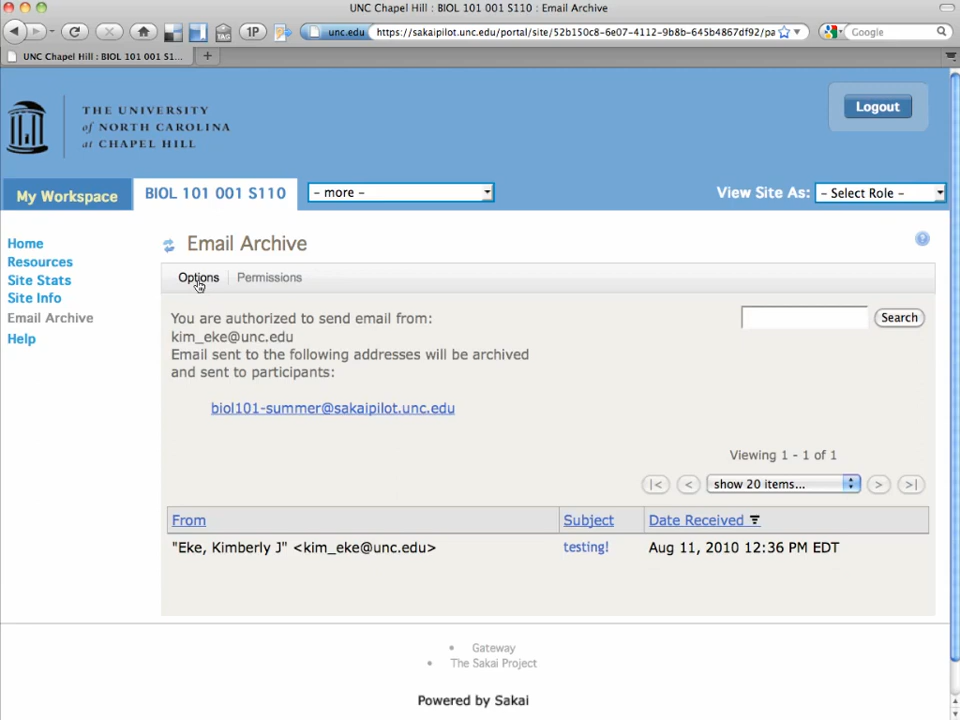 UNC Chapel Hill : BIOL 101 001 S110 : Email Archive
TAG
1P
unc.edu
https://sakaipilot.unc.edu/portal/site/52b150c8-6e07-4112-9b8b-645b4867df92/pa
Google
UNC Chapel Hill : BIOL 101 001 S1...
+
THE UNIVERSITY
of NORTH CAROLINA
at CHAPEL HILL
Logout
My Workspace
BIOL 101 001 S110
- more -
View Site As:
- Select Role -
Home
Resources
Site Stats
Site Info
Email Archive
Help
Email Archive
?
Options
Permissions
You are authorized to send email from:
kim_eke@unc.edu
Email sent to the following addresses will be archived
and sent to participants:
biol101-summer@sakaipilot.unc.edu
Search
Viewing 1 - 1 of 1
|<
<
show 20 items...
>
>|
From
Subject
Date Received
"Eke, Kimberly J" <kim_eke@unc.edu>
testing!
Aug 11, 2010 12:36 PM EDT
• Gateway
• The Sakai Project
Powered by Sakai